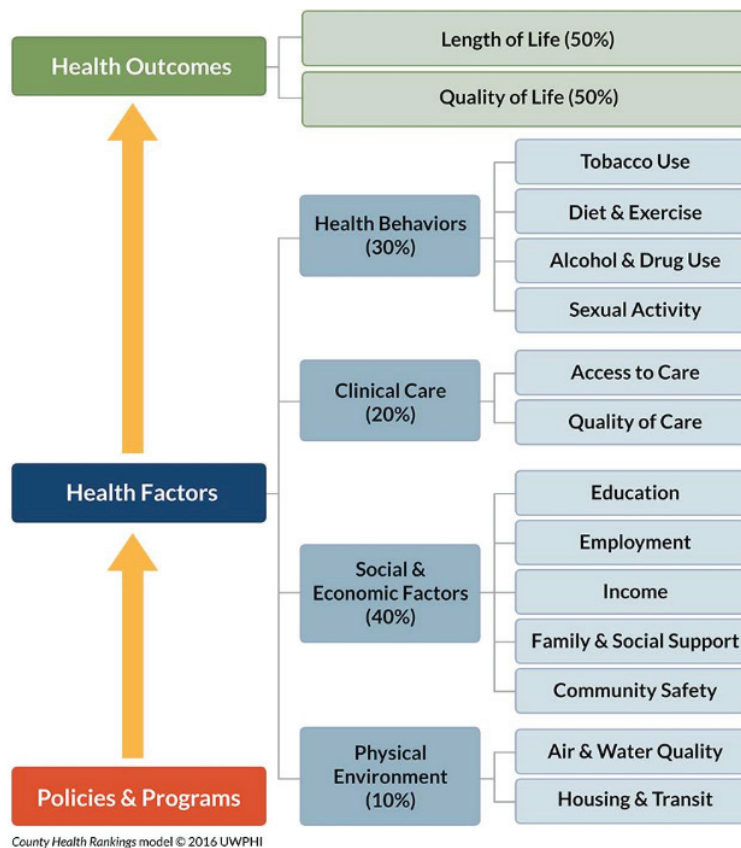 Health Outcomes
Length of Life (50%)
Quality of Life (50%)
Health Behaviors
(30%)
Tobacco Use
Diet & Exercise
Alcohol & Drug Use
Sexual Activity
Clinical Care
(20%)
Access to Care
Quality of Care
Health Factors
Social &
Economic Factors
(40%)
Education
Employment
Income
Family & Social Support
Community Safety
Physical
Environment
(10%)
Air & Water Quality
Housing & Transit
Policies & Programs
County Health Rankings model © 2016 UWPHI